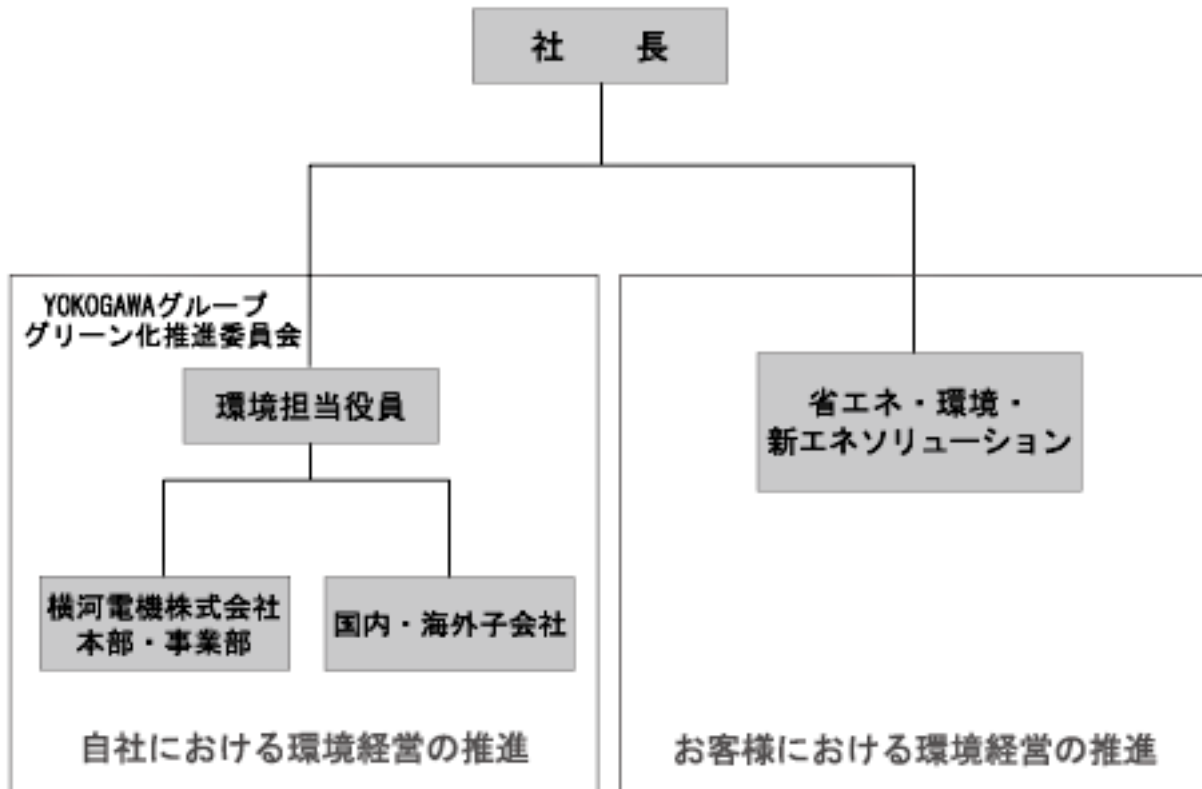 社　長
YOKOGAWAグループ
グリーン化推進委員会
環境担当役員
横河電機株式会社
本部・事業部
国内・海外子会社
自社における環境経営の推進
省エネ・環境・
新エネソリューション
お客様における環境経営の推進